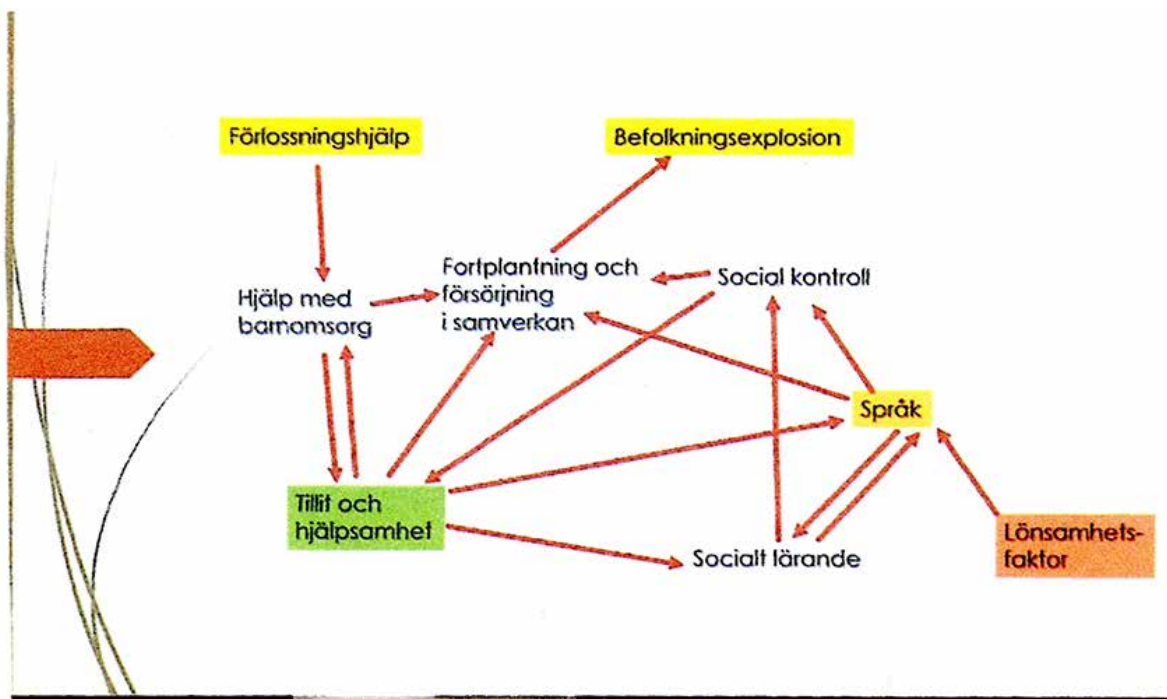 Förlossningshjälp
Befolkningsexplosion
Fortplantning och
försörjning
i samverkan
Social kontroll
Hjälp med
barnomsorg
Språk
Tillit och
hjälpsamhet
Socialt lärande
Lönsamhets-
faktor